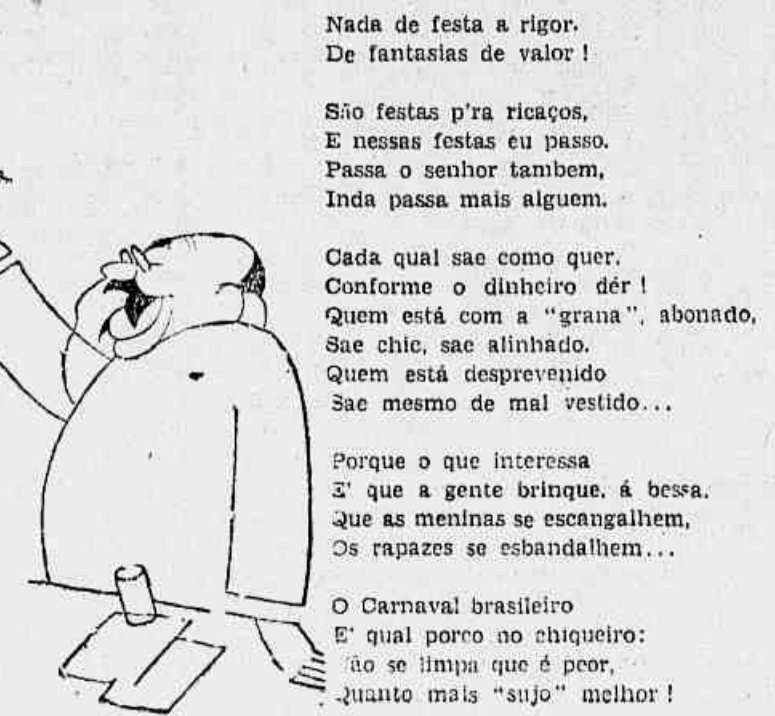 Nada de festa a rigor.
De fantasias de valor !
São festas p'ra ricaços,
E nessas festas eu passo.
Passa o senhor tambem,
Inda passa mais alguem.
Cada qual sae como quer.
Conforme o dinheiro dér !
Quem está com a "grana", abonado,
Sae chic, sae alinhado.
Quem está desprevenido
Sae mesmo de mal vestido...
Porque o que interessa
E' que a gente brinque, á bessa.
Que as meninas se escangalhem,
Os rapazes se esbandalhem...
O Carnaval brasileiro
E' qual porco no chiqueiro:
Não se limpa que é peor,
Quanto mais "sujo" melhor !